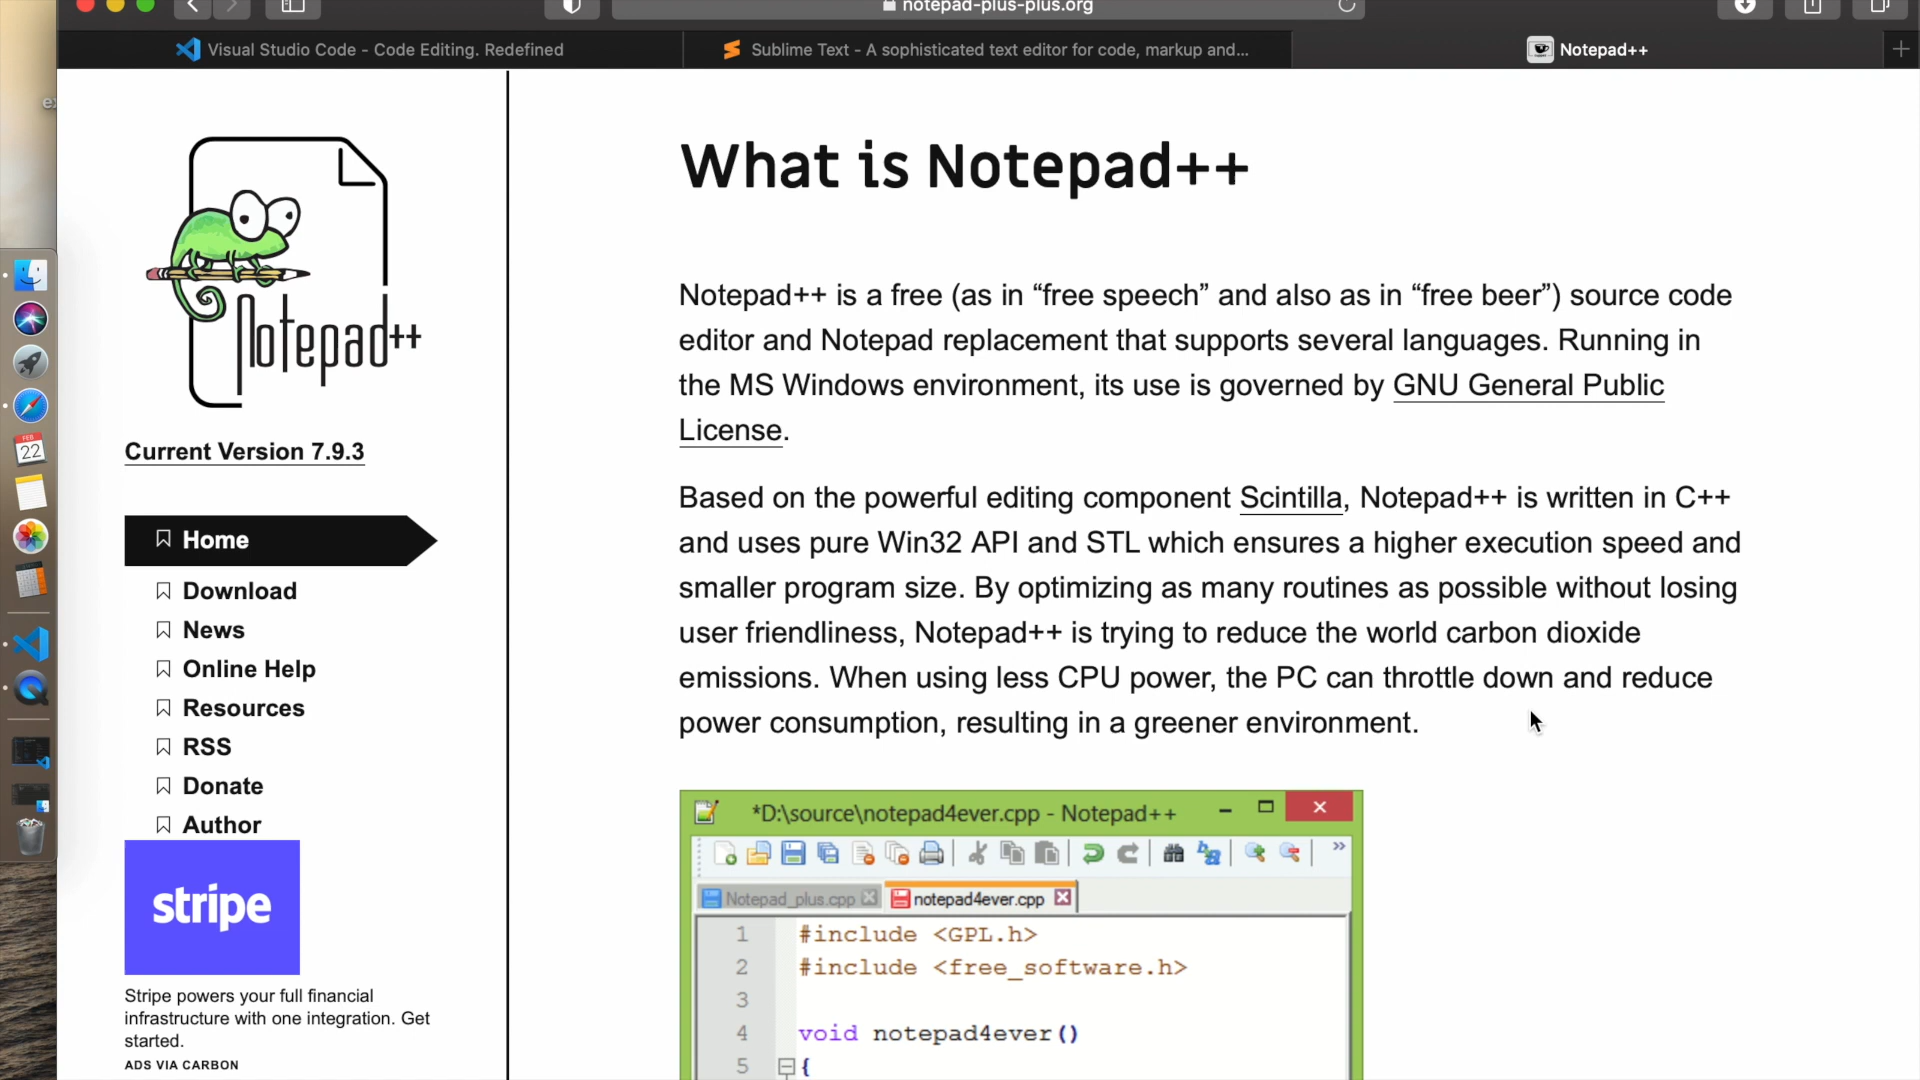 notepad-plus-plus.org
Visual Studio Code - Code Editing. Redefined
Sublime Text - A sophisticated text editor for code, markup and...
Notepad++
ex
FEB
22
Notepad++
Current Version 7.9.3
Home
Download
News
Online Help
Resources
RSS
Donate
Author
stripe
Stripe powers your full financial
infrastructure with one integration. Get
started.
ADS VIA CARBON
What is Notepad++
Notepad++ is a free (as in “free speech” and also as in “free beer”) source code
editor and Notepad replacement that supports several languages. Running in
the MS Windows environment, its use is governed by GNU General Public
License.
Based on the powerful editing component Scintilla, Notepad++ is written in C++
and uses pure Win32 API and STL which ensures a higher execution speed and
smaller program size. By optimizing as many routines as possible without losing
user friendliness, Notepad++ is trying to reduce the world carbon dioxide
emissions. When using less CPU power, the PC can throttle down and reduce
power consumption, resulting in a greener environment.
*D:\source\notepad4ever.cpp - Notepad++
Notepad_plus.cpp
notepad4ever.cpp
1 #include <GPL.h>
2 #include <free_software.h>
3
4 void notepad4ever()
5 {